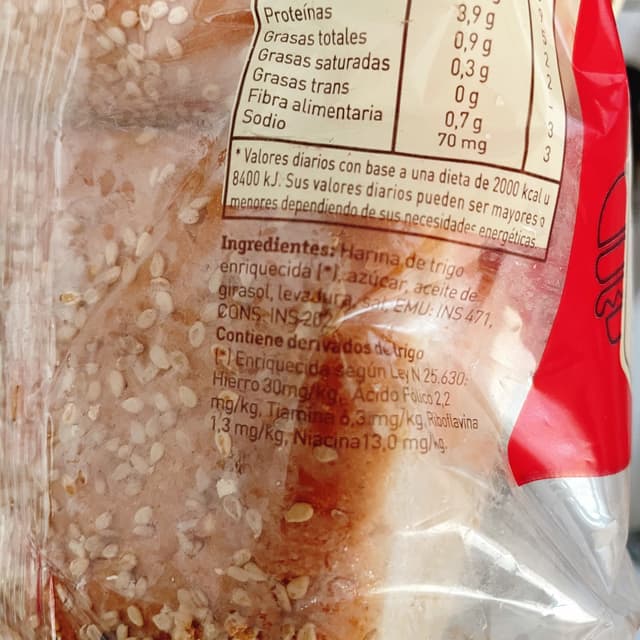 Proteínas 3,9 g
Grasas totales 0,9 g
Grasas saturadas 0,3 g
Grasas trans 0 g
Fibra alimentaria 0,7 g
Sodio 70 mg
3
3
* Valores diarios con base a una dieta de 2000 kcal u
8400 kJ. Sus valores diarios pueden ser mayores o
menores dependiendo de sus necesidades energéticas.
Ingredientes: Harina de trigo
enriquecida (*), azúcar, aceite de
girasol, levadura, sal, EMU: INS 471,
CONS: INS
Contiene derivados de trigo
(*) Enriquecida según Ley N 25.630:
Hierro 30mg/kg, Ácido Fólico 2,2
mg/kg, Tiamina 6,3 mg/kg, Riboflavina
1,3 mg/kg, Niacina 13,0 mg/kg.